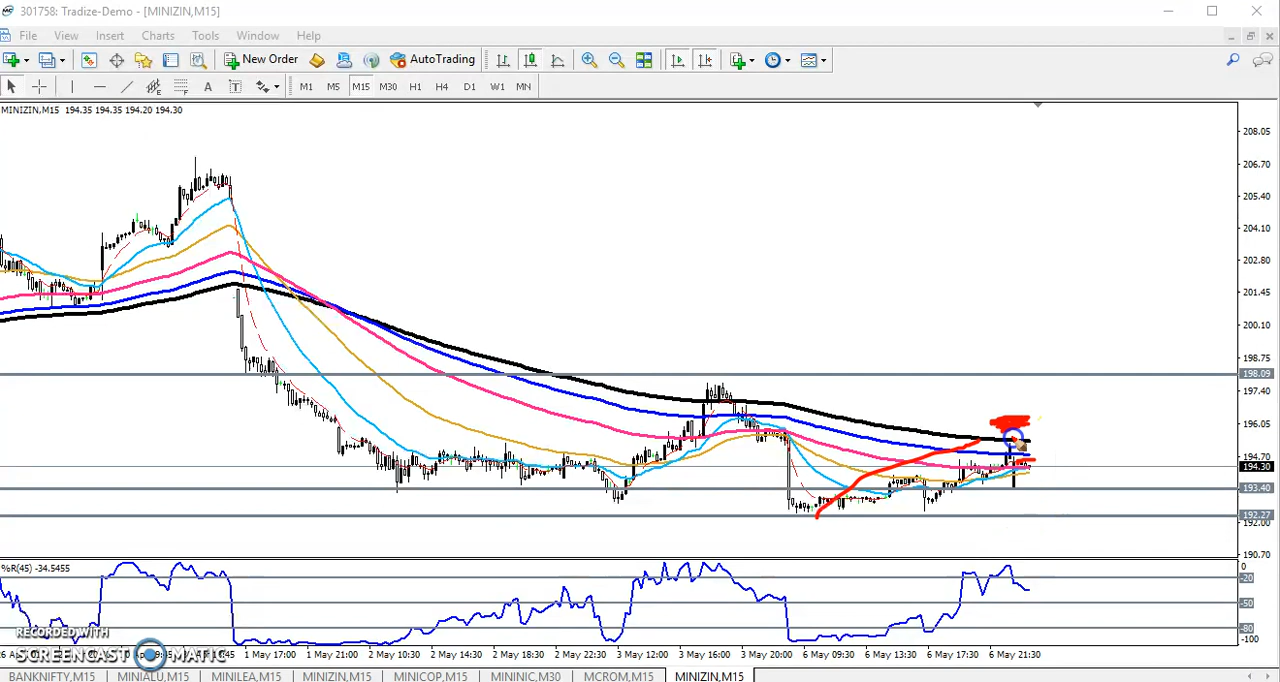 301758: Tradize-Demo - [MINIZIN,M15]
File View Insert Charts Tools Window Help
New Order AutoTrading
A T M1 M5 M15 M30 H1 H4 D1 W1 MN
MINIZIN,M15 194.35 194.35 194.20 194.30
208.05
206.70
205.40
204.10
202.80
201.45
200.10
198.75
198.09
197.40
196.05
194.70
194.30
193.40
192.27
192.00
190.70
%R(45) -34.5455
0
-20
-50
-80
-100
RECORDED WITH
SCREENCAST MATIC
1 May 17:00 1 May 21:00 2 May 10:30 2 May 14:30 2 May 18:30 2 May 22:30 3 May 12:00 3 May 16:00 3 May 20:00 6 May 09:30 6 May 13:30 6 May 17:30 6 May 21:30
BANKNIFTY,M15 MINIALU,M15 MINILEA,M15 MINIZIN,M15 MINICOP,M15 MININIC,M30 MCROM,M15 MINIZIN,M15